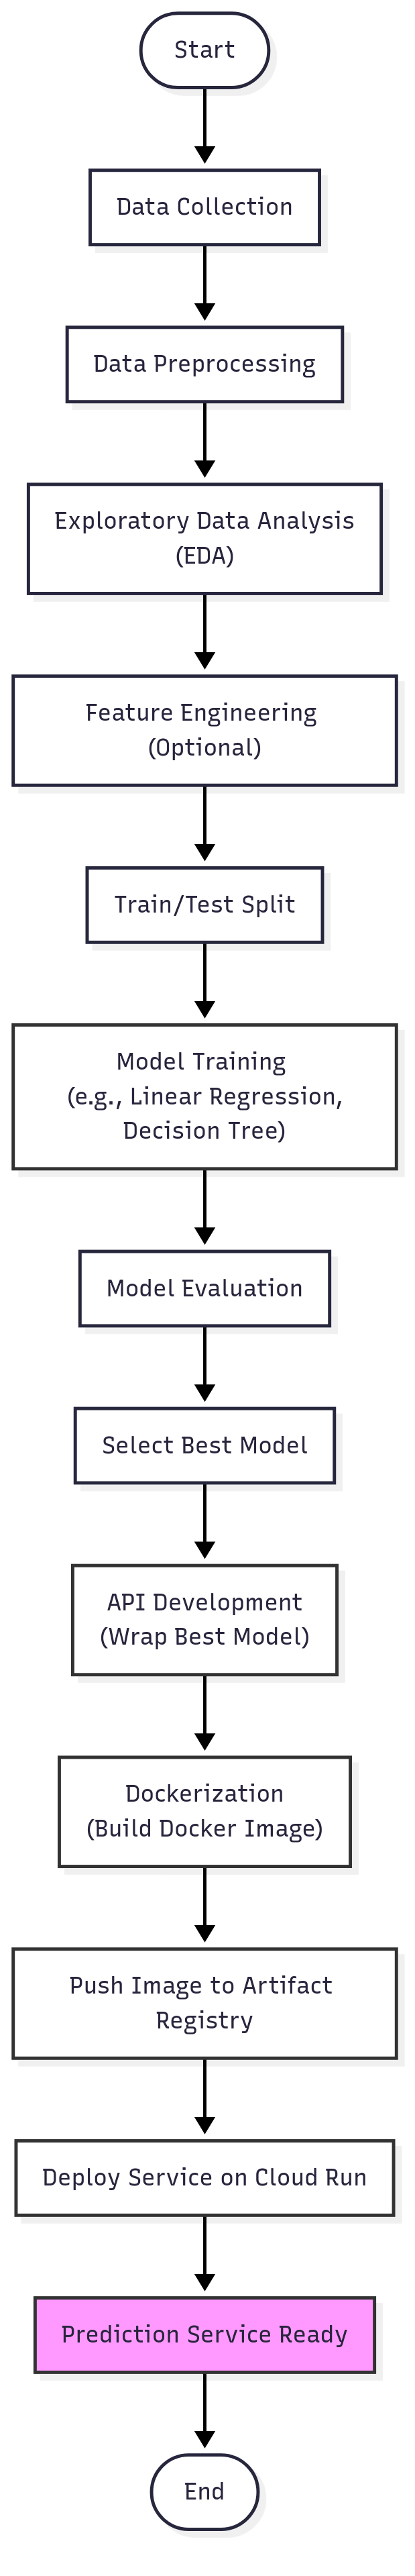 Start
Data Collection
Data Preprocessing
Exploratory Data Analysis
(EDA)
Feature Engineering
(Optional)
Train/Test Split
Model Training
(e.g., Linear Regression,
Decision Tree)
Model Evaluation
Select Best Model
API Development
(Wrap Best Model)
Dockerization
(Build Docker Image)
Push Image to Artifact
Registry
Deploy Service on Cloud Run
Prediction Service Ready
End